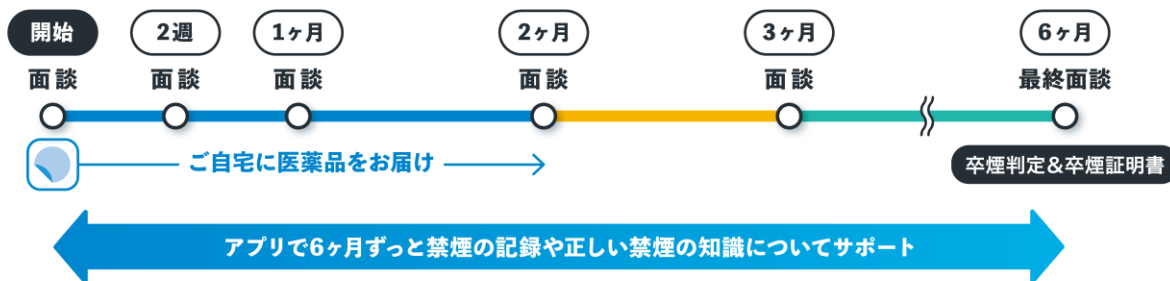 開始 2週 1ヶ月 2ヶ月 3ヶ月 6ヶ月
面談 面談 面談 面談 面談 最終面談
ご自宅に医薬品をお届け
卒煙判定&卒煙証明書
アプリで6ヶ月ずっと禁煙の記録や正しい禁煙の知識についてサポート